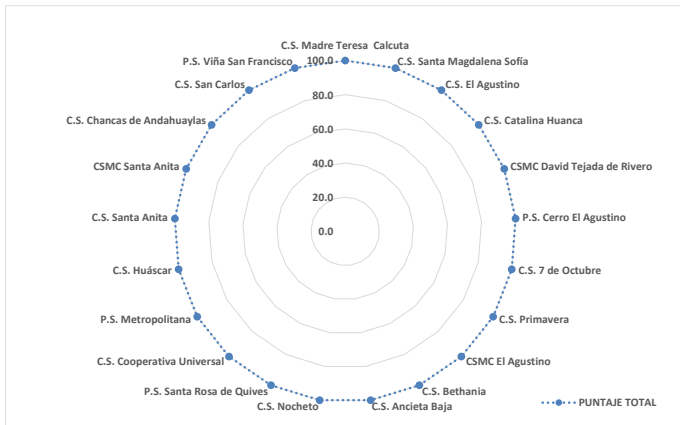 C.S. Madre Teresa  Calcuta
P.S. Viña San Francisco
100.0
C.S. Santa Magdalena Sofía
C.S. San Carlos
C.S. El Agustino
80.0
C.S. Chancas de Andahuaylas
C.S. Catalina Huanca
60.0
CSMC Santa Anita
CSMC David Tejada de Rivero
40.0
20.0
C.S. Santa Anita
P.S. Cerro El Agustino
0.0
C.S. Huáscar
C.S. 7 de Octubre
P.S. Metropolitana
C.S. Primavera
C.S. Cooperativa Universal
CSMC El Agustino
P.S. Santa Rosa de Quives
C.S. Bethania
C.S. Nocheto
C.S. Ancieta Baja
PUNTAJE TOTAL